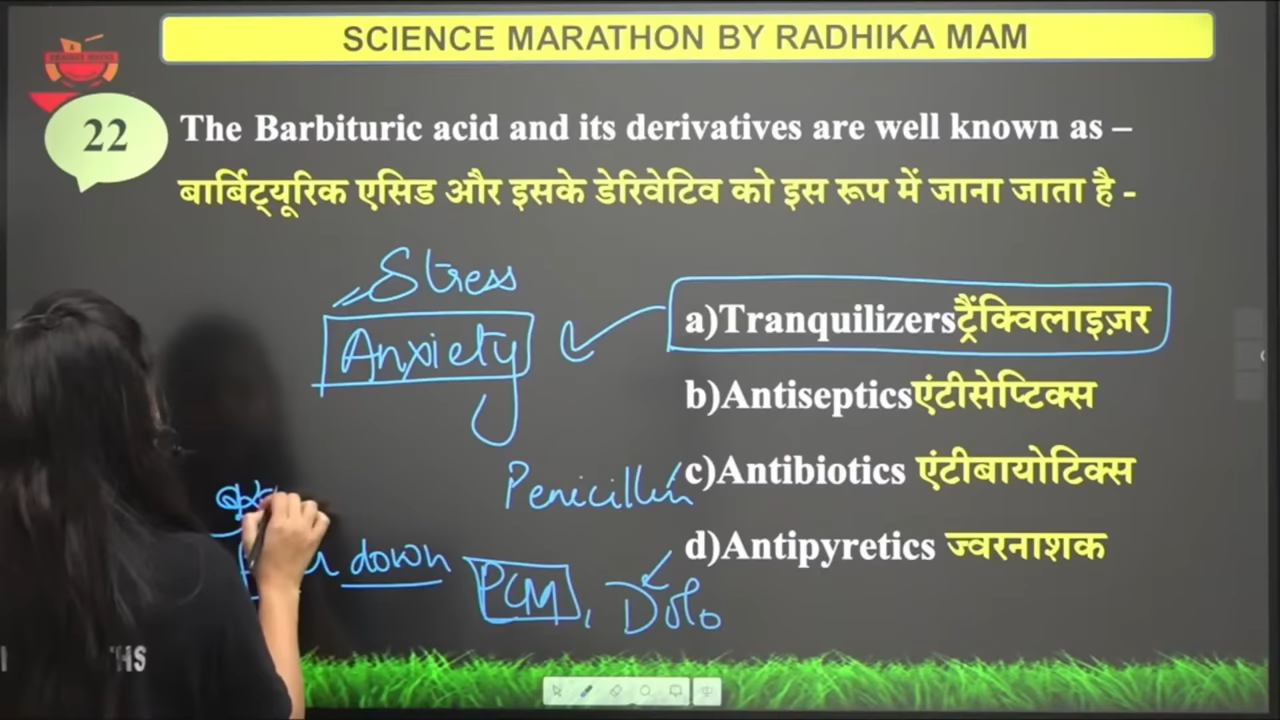 SCIENCE MARATHON BY RADHIKA MAM
22
The Barbituric acid and its derivatives are well known as –
बार्बिट्यूरिक एसिड और इसके डेरिवेटिव को इस रूप में जाना जाता है -
Stress
Anxiety
a)Tranquilizersट्रैंक्विलाइज़र
b)Antisepticsएंटीसेप्टिक्स
Penicillin
c)Antibiotics एंटीबायोटिक्स
d)Antipyretics ज्वरनाशक
down
PCM, Dolo
THS